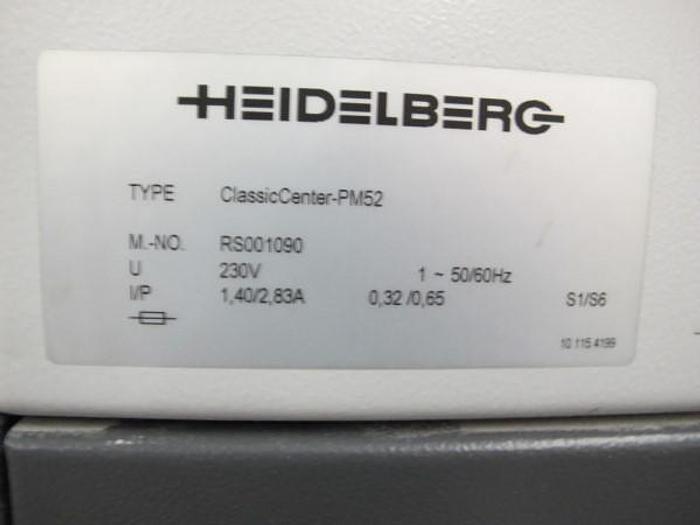 HEIDELBERG
TYPE ClassicCenter-PM52
M.-NO. RS001090
U 230V 1 ~ 50/60Hz
I/P 1,40/2,83A 0,32 /0,65 S1/S6
10 115 4199